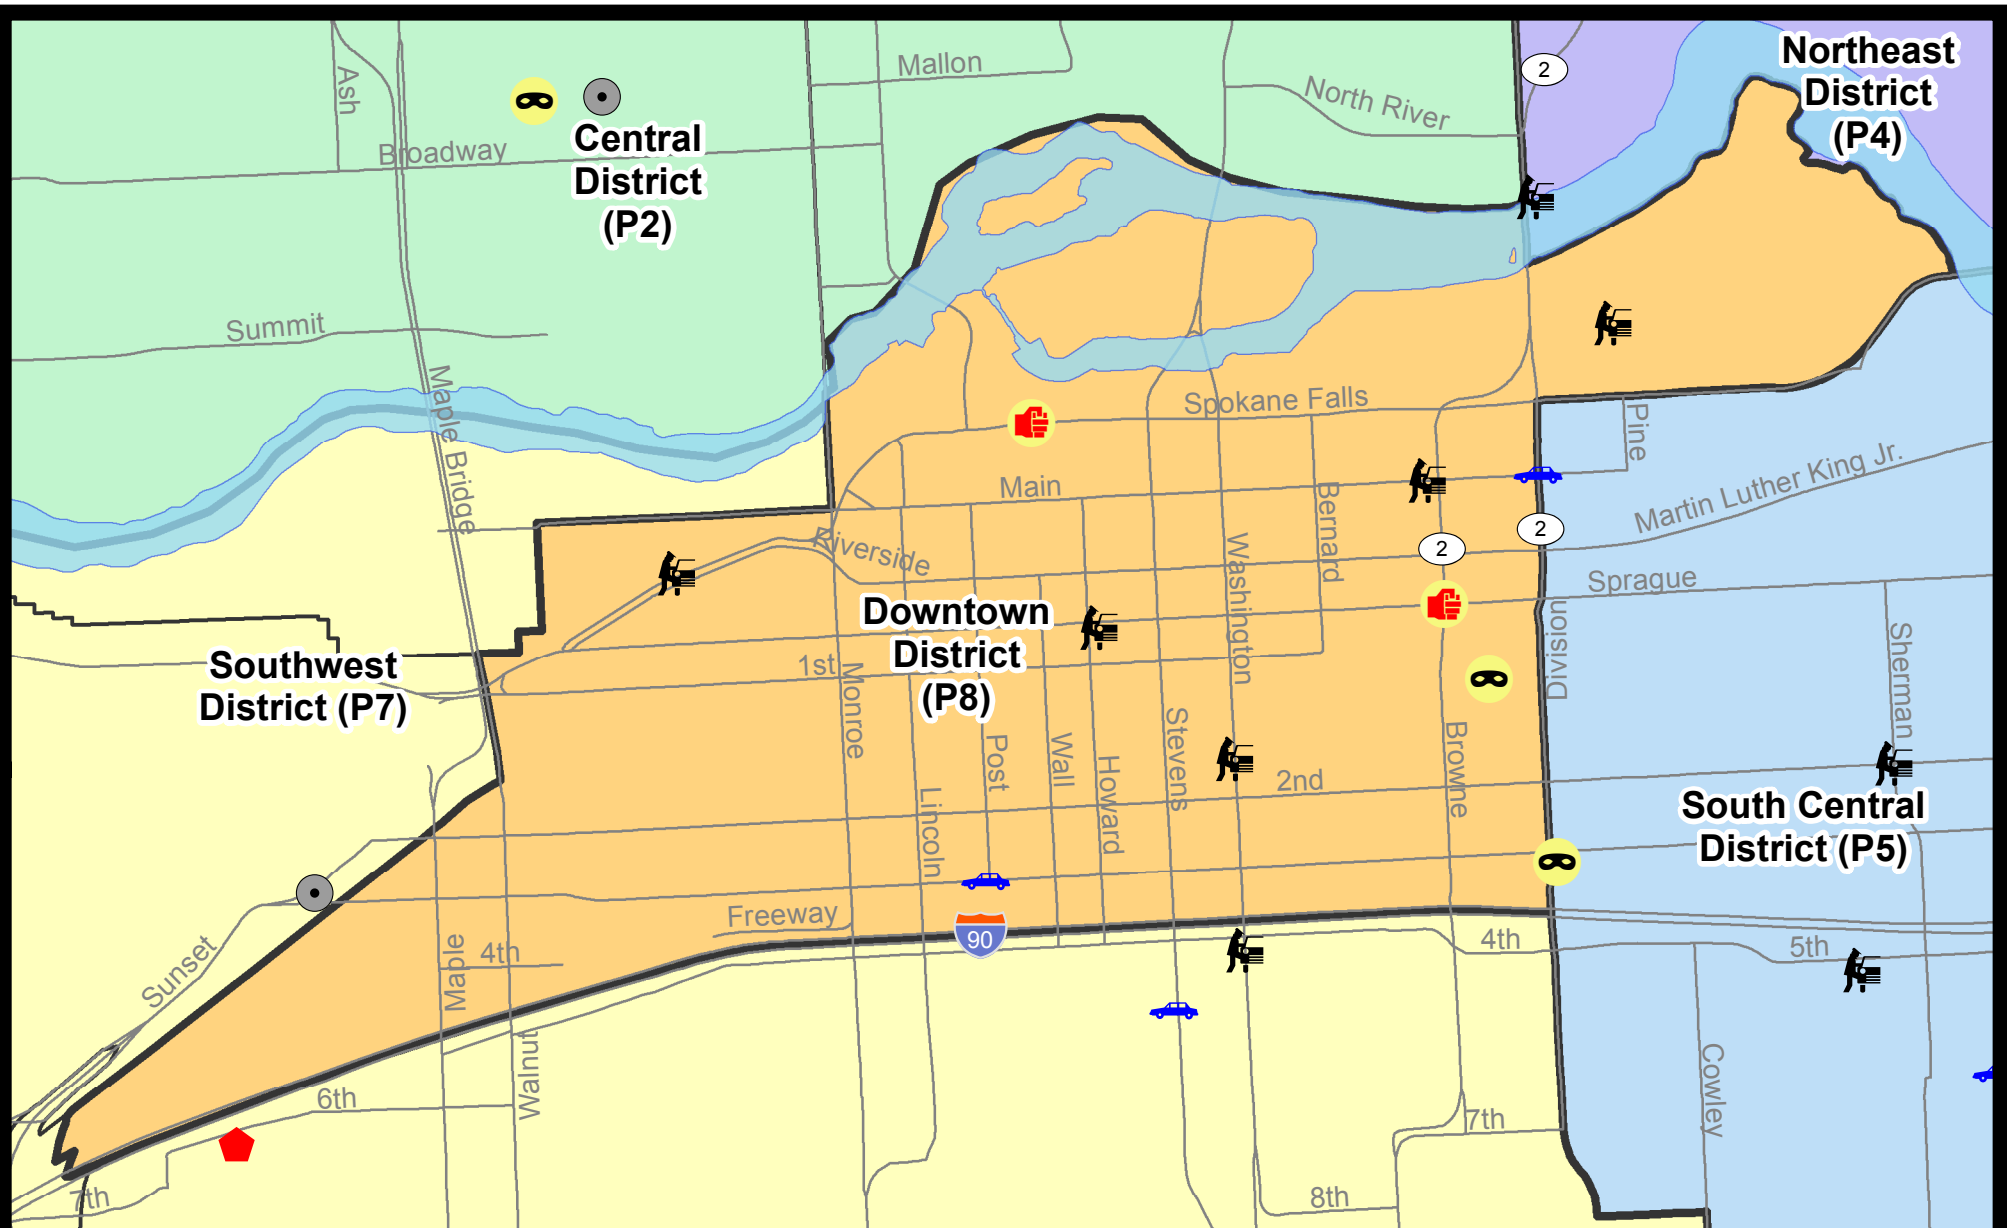 Northeast
District
(P4)
2
Mallon
Ash
North River
Central
District
(P2)
Broadway
Summit
Maple Bridge
Spokane Falls
Pine
Main
Bernard
Martin Luther King Jr.
2
2
Riverside
Washington
Sprague
Division
Downtown
District
(P8)
Southwest
District (P7)
1st
Monroe
Sherman
Post
Wall
Howard
Stevens
Browne
2nd
Lincoln
South Central
District (P5)
Freeway
90
4th
5th
Sunset
Maple
4th
Walnut
6th
Cowley
7th
7th
8th